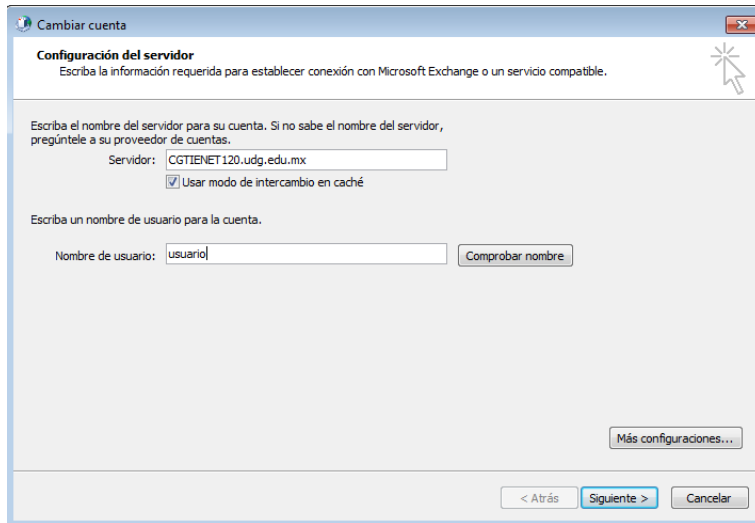 Cambiar cuenta
Configuración del servidor
Escriba la información requerida para establecer conexión con Microsoft Exchange o un servicio compatible.
Escriba el nombre del servidor para su cuenta. Si no sabe el nombre del servidor,
pregúntele a su proveedor de cuentas.
Servidor: CGTIENET120.udg.edu.mx
Usar modo de intercambio en caché
Escriba un nombre de usuario para la cuenta.
Nombre de usuario: usuario Comprobar nombre
Más configuraciones...
< Atrás Siguiente > Cancelar